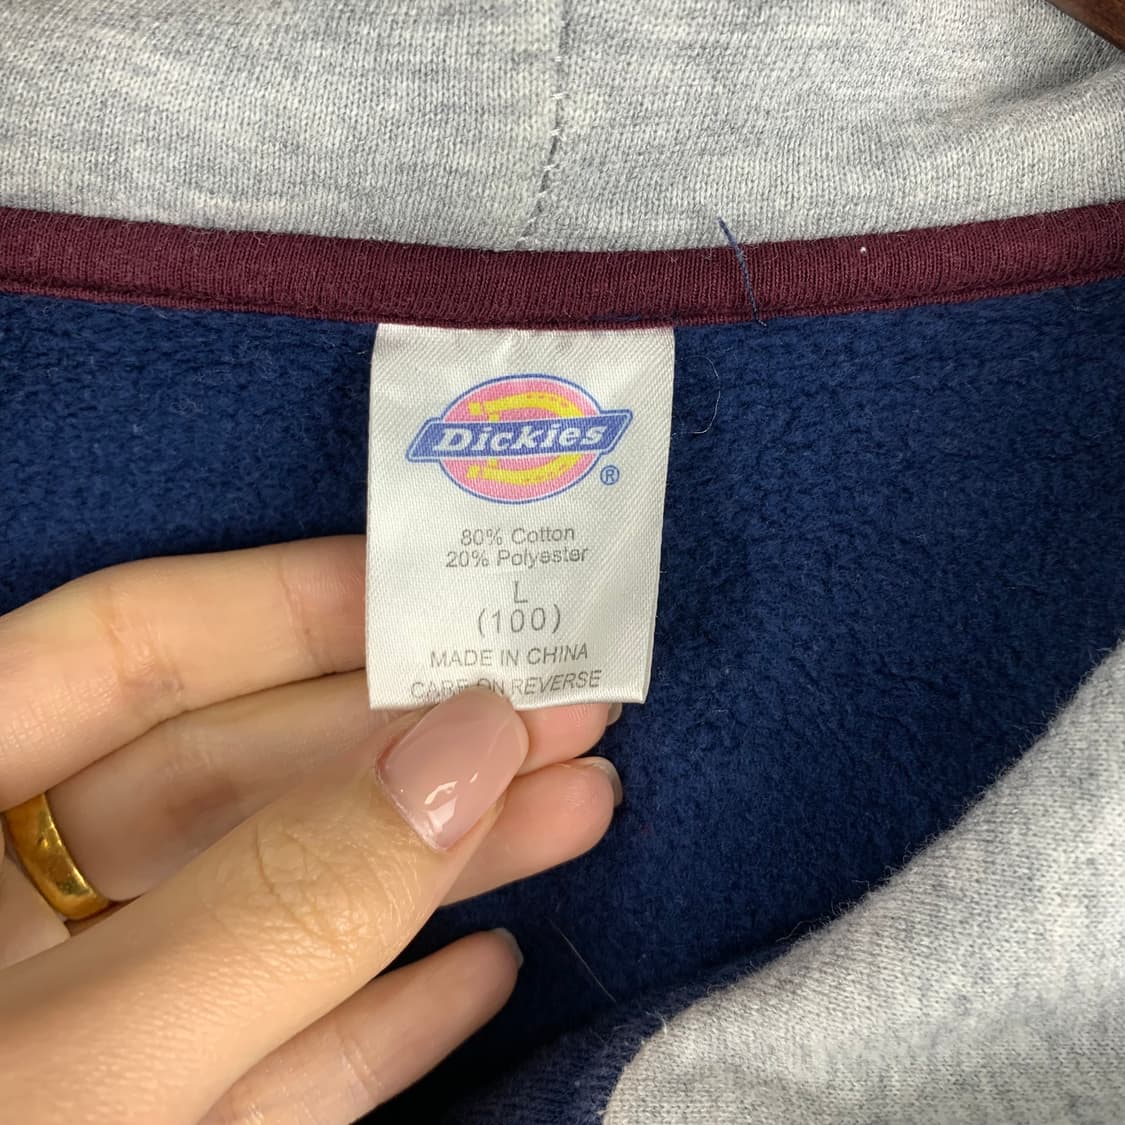 Dickies
®
80% Cotton
20% Polyester
L
(100)
MADE IN CHINA
CARE ON REVERSE